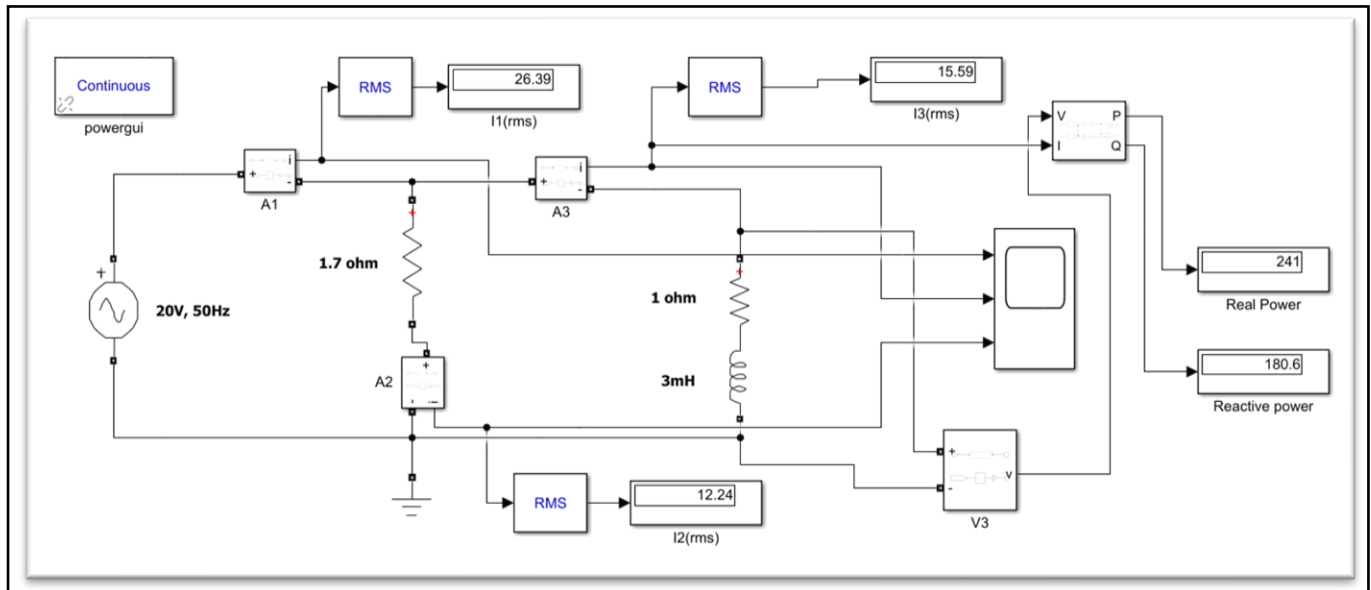 Continuous
powergui
RMS
26.39
I1(rms)
RMS
15.59
I3(rms)
i
+
-
A1
i
+
-
A3
V
I
P
Q
1.7 ohm
1 ohm
3mH
+
20V, 50Hz
+
+
A2
+
-
i
241
Real Power
180.6
Reactive power
RMS
12.24
I2(rms)
+
-
v
V3